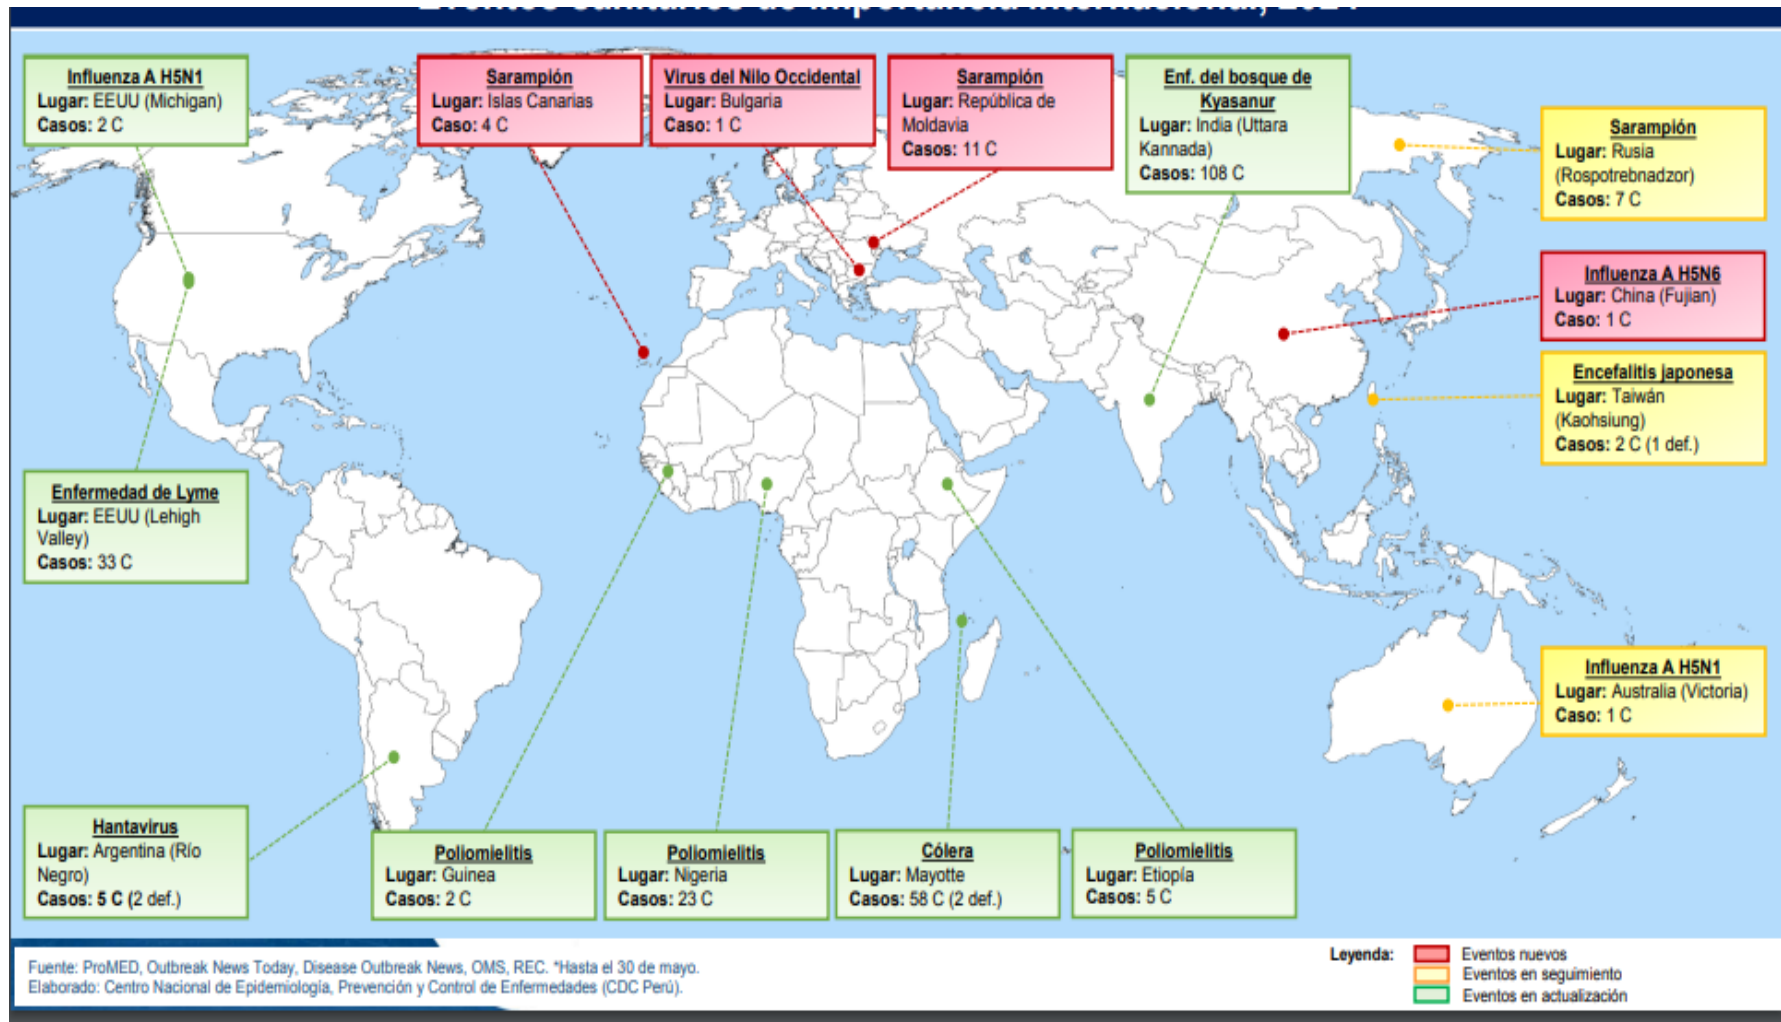 Eventos sanitarios de importancia internacional, 2024
Influenza A H5N1
Lugar: EEUU (Michigan)
Casos: 2 C
Sarampión
Lugar: Islas Canarias
Caso: 4 C
Virus del Nilo Occidental
Lugar: Bulgaria
Caso: 1 C
Sarampión
Lugar: República de
Moldavia
Casos: 11 C
Enf. del bosque de
Kyasanur
Lugar: India (Uttara
Kannada)
Casos: 108 C
Sarampión
Lugar: Rusia
(Rospotrebnadzor)
Casos: 7 C
Influenza A H5N6
Lugar: China (Fujian)
Caso: 1 C
Encefalitis japonesa
Lugar: Taiwán
(Kaohsiung)
Casos: 2 C (1 def.)
Enfermedad de Lyme
Lugar: EEUU (Lehigh
Valley)
Casos: 33 C
Influenza A H5N1
Lugar: Australia (Victoria)
Caso: 1 C
Hantavirus
Lugar: Argentina (Río
Negro)
Casos: 5 C (2 def.)
Poliomielitis
Lugar: Guinea
Casos: 2 C
Poliomielitis
Lugar: Nigeria
Casos: 23 C
Cólera
Lugar: Mayotte
Casos: 58 C (2 def.)
Poliomielitis
Lugar: Etiopía
Casos: 5 C
Fuente: ProMED, Outbreak News Today, Disease Outbreak News, OMS, REC. *Hasta el 30 de mayo.
Elaborado: Centro Nacional de Epidemiología, Prevención y Control de Enfermedades (CDC Perú).
Leyenda:
Eventos nuevos
Eventos en seguimiento
Eventos en actualización